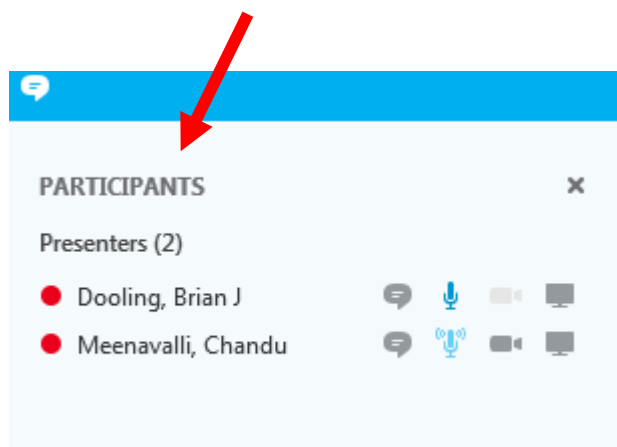 PARTICIPANTS
Presenters (2)
Dooling, Brian J
Meenavalli, Chandu